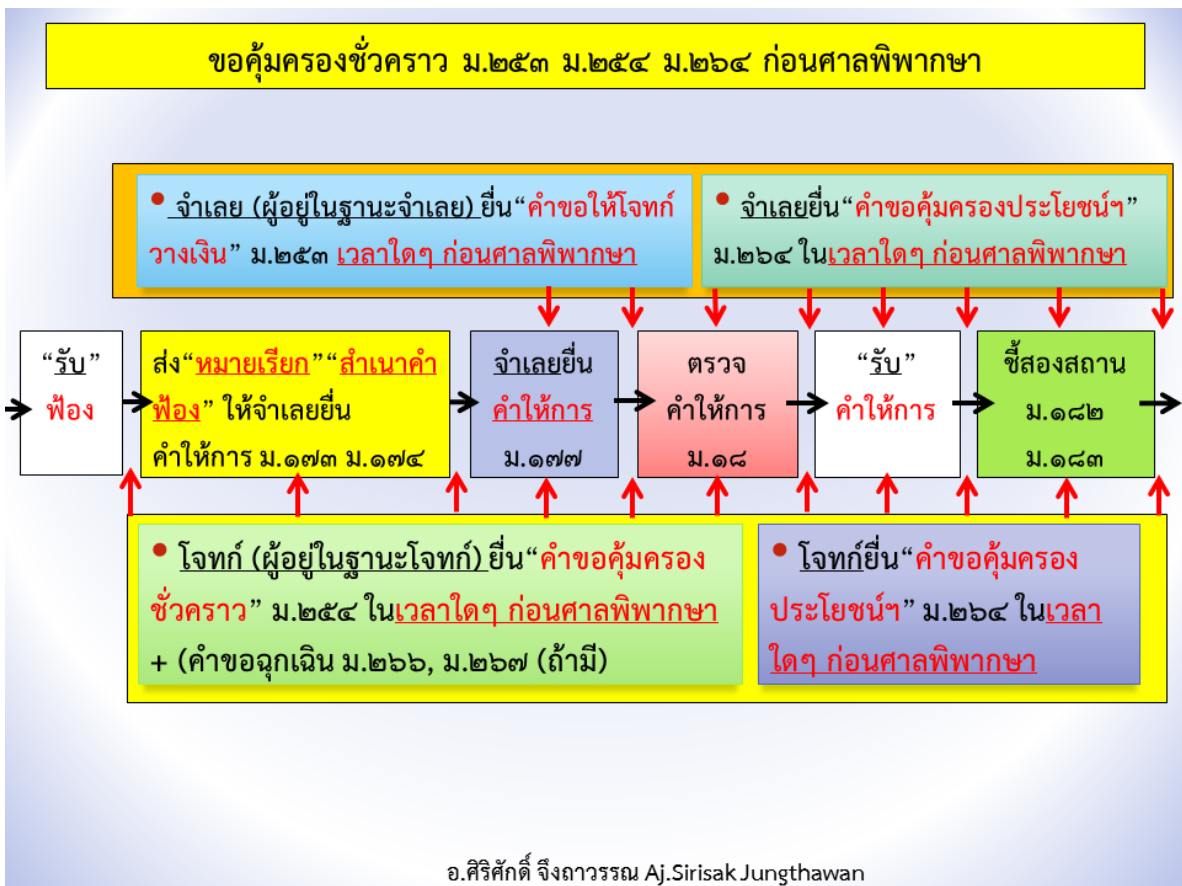 ขอคุ้มครองชั่วคราว ม.๒๕๓ ม.๒๕๔ ม.๒๖๔ ก่อนศาลพิพากษา
• จำเลย (ผู้อยู่ในฐานะจำเลย) ยื่น“คำขอให้โจทก์
วางเงิน” ม.๒๕๓ เวลาใดๆ ก่อนศาลพิพากษา
• จำเลยยื่น“คำขอคุ้มครองประโยชน์ฯ”
ม.๒๖๔ ในเวลาใดๆ ก่อนศาลพิพากษา
“รับ”
ฟ้อง
ส่ง“หมายเรียก”“สำเนาคำ
ฟ้อง” ให้จำเลยยื่น
คำให้การ ม.๑๗๓ ม.๑๗๔
จำเลยยื่น
คำให้การ
ม.๑๗๗
ตรวจ
คำให้การ
ม.๑๘
“รับ”
คำให้การ
ชี้สองสถาน
ม.๑๘๒
ม.๑๘๓
• โจทก์ (ผู้อยู่ในฐานะโจทก์) ยื่น“คำขอคุ้มครอง
ชั่วคราว” ม.๒๕๔ ในเวลาใดๆ ก่อนศาลพิพากษา
+ (คำขอฉุกเฉิน ม.๒๖๖, ม.๒๖๗ (ถ้ามี)
• โจทก์ยื่น“คำขอคุ้มครอง
ประโยชน์ฯ” ม.๒๖๔ ในเวลา
ใดๆ ก่อนศาลพิพากษา
อ.ศิริศักดิ์ จึงถาวรรณ Aj.Sirisak Jungthawan